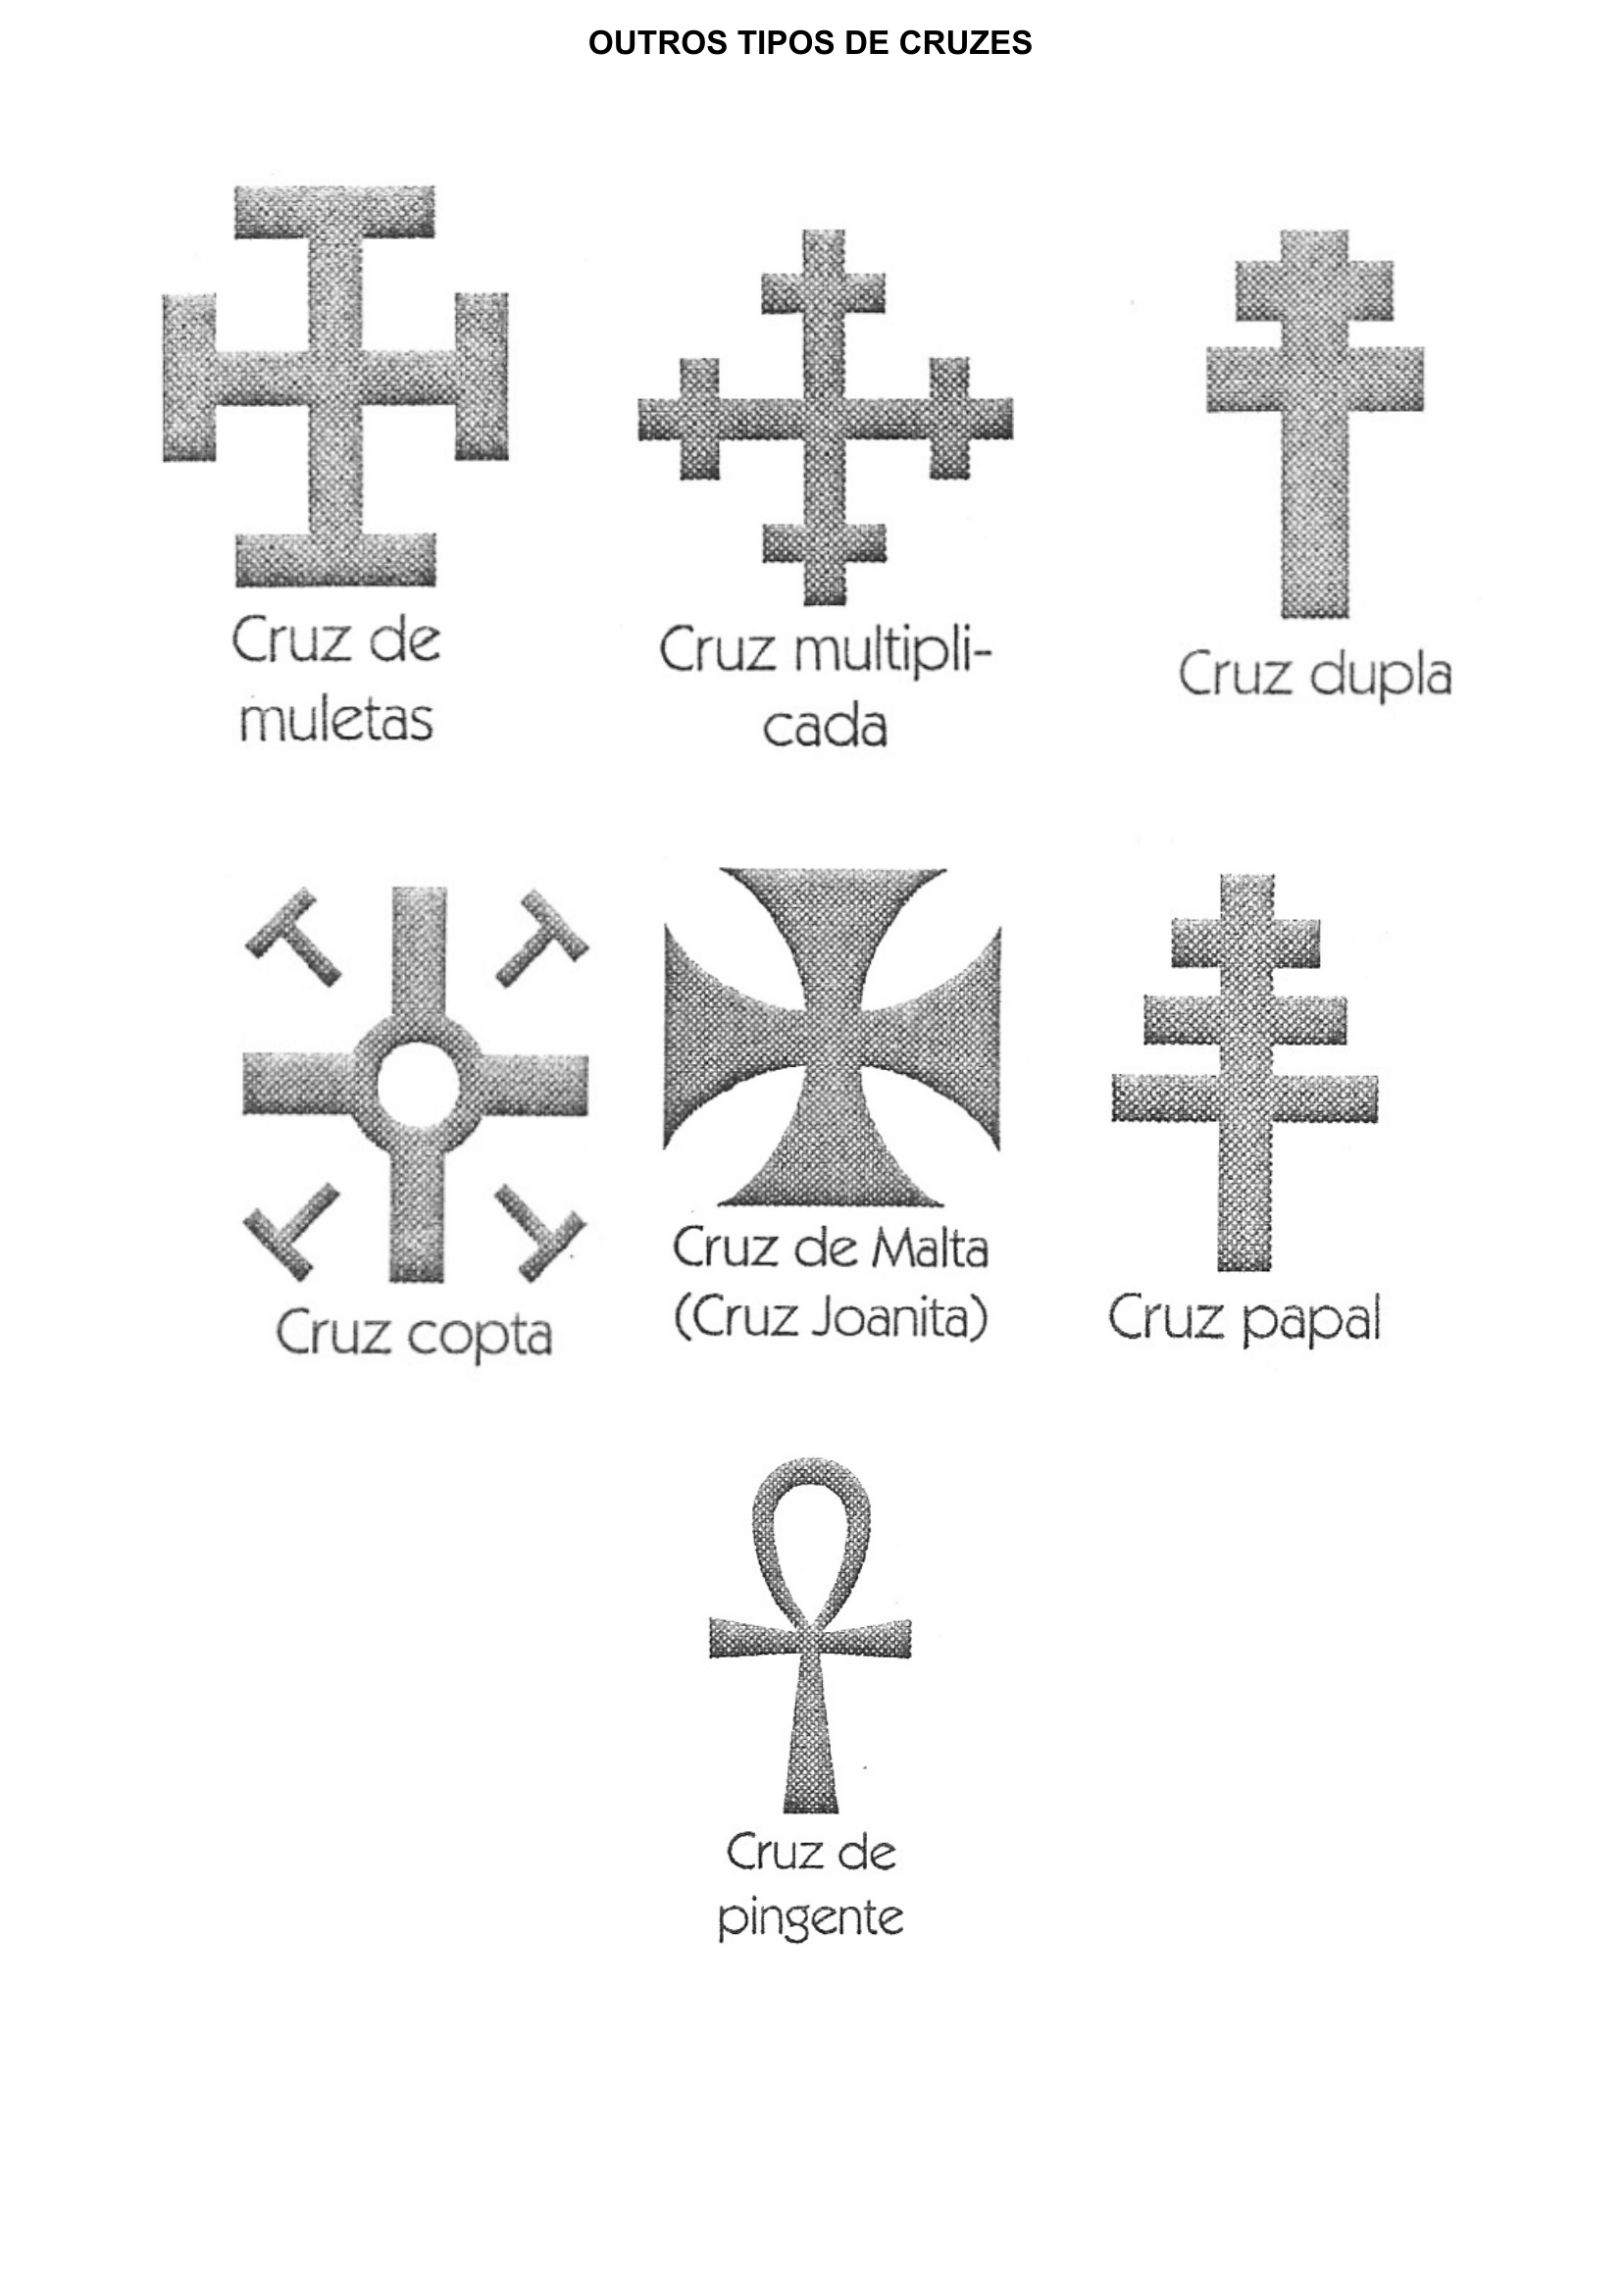 OUTROS TIPOS DE CRUZES
Cruz de
muletas
Cruz multipli-
cada
Cruz dupla
Cruz copta
Cruz de Malta
(Cruz Joanita)
Cruz papal
Cruz de
pingente